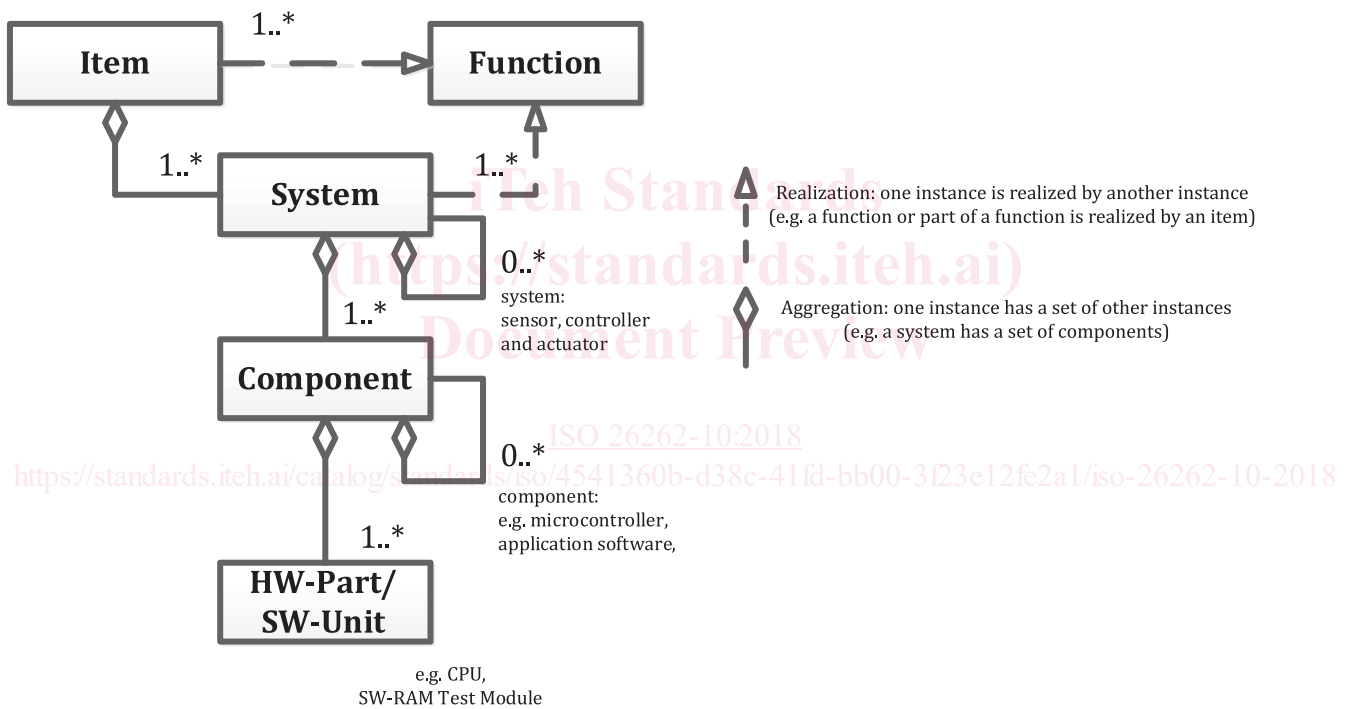 1..*
Item
Function
1..*
System
1..*
iTeh Standards
Realization: one instance is realized by another instance
(e.g. a function or part of a function is realized by an item)
(https://standards.iteh.ai)
0..*
system:
sensor, controller
and actuator
1..*
Aggregation: one instance has a set of other instances
(e.g. a system has a set of components)
Document Preview
Component
ISO 26262-10:2018
0..*
https://standards.iteh.ai/catalog/standards/iso/4541360b-d38c-41fd-bb00-3f23e12fe2a1/iso-26262-10-2018
component:
e.g. microcontroller,
application software,
1..*
HW-Part/
SW-Unit
e.g. CPU,
SW-RAM Test Module